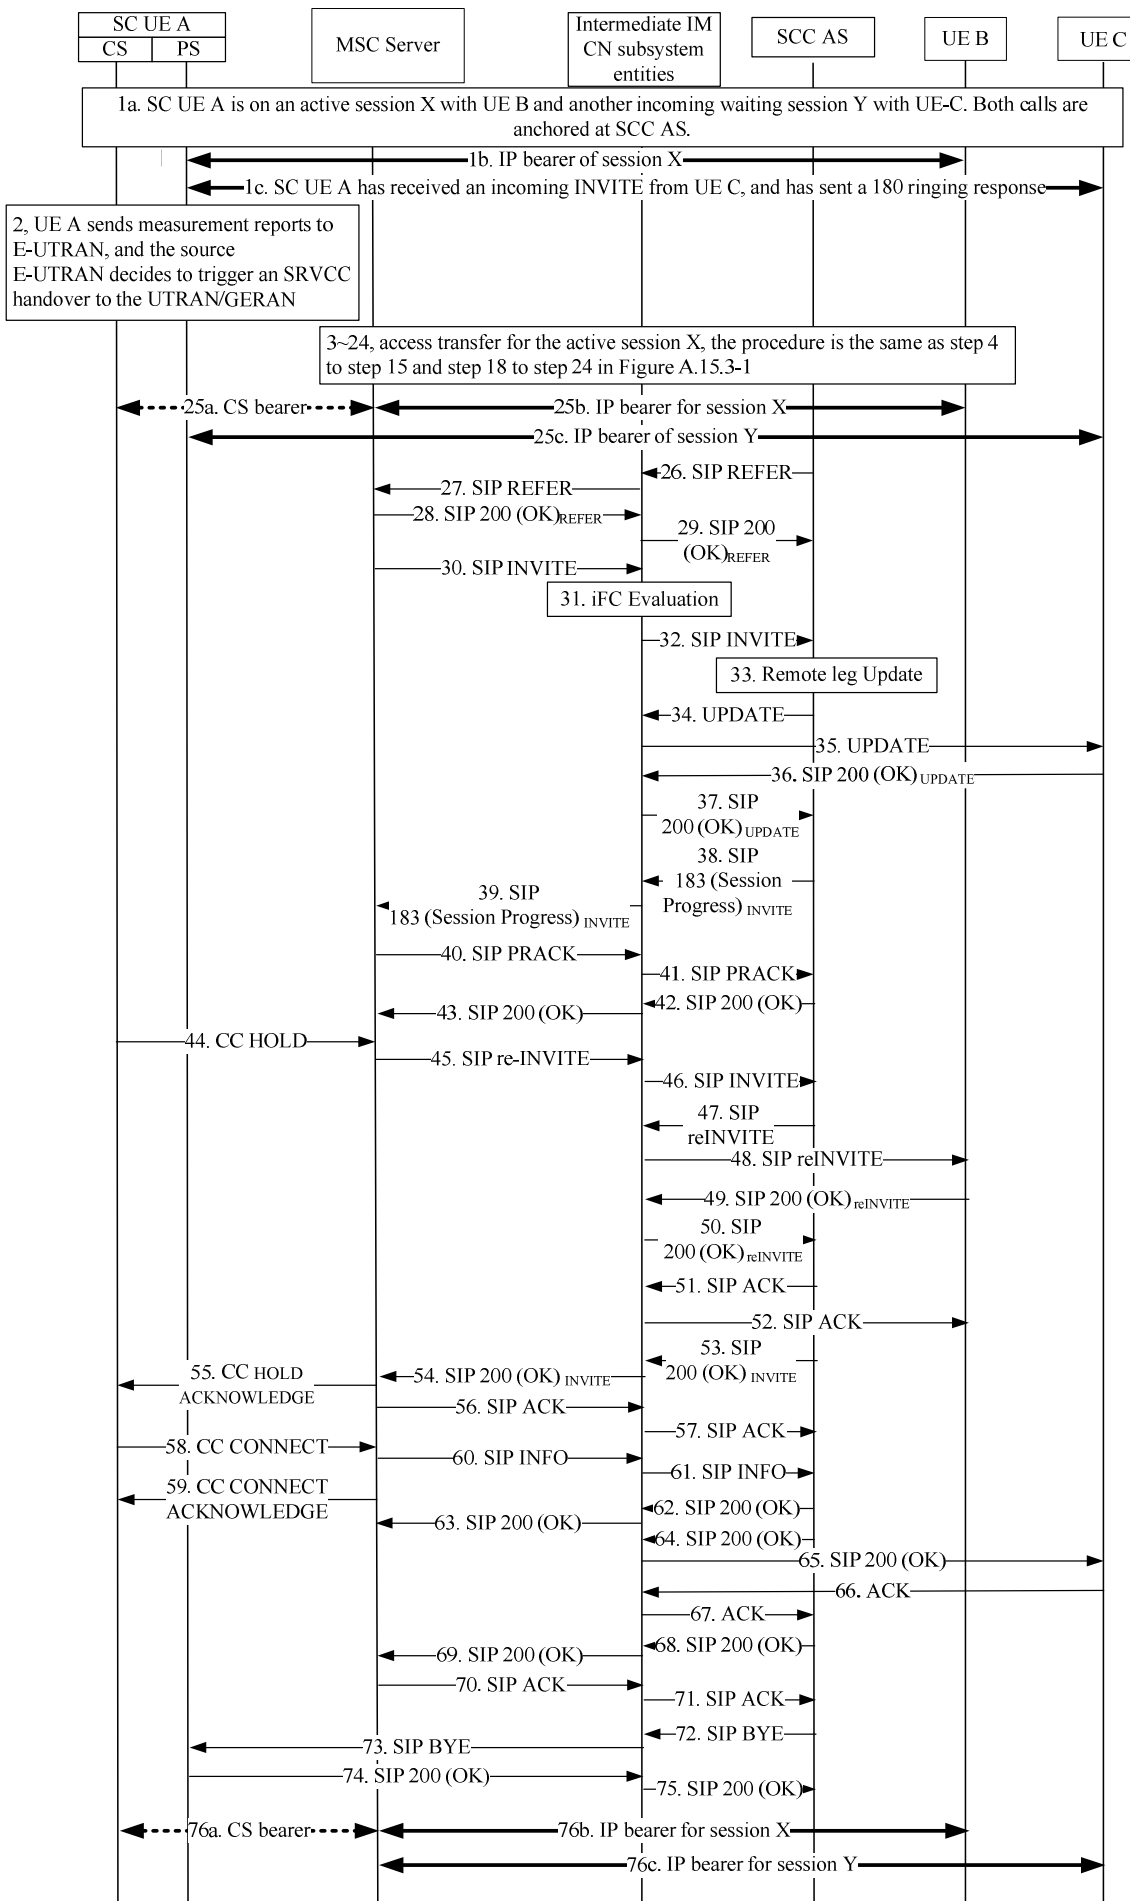 SC UE A
CS
PS
MSC Server
Intermediate IM
CN subsystem
entities
SCC AS
UE B
UE C
1a. SC UE A is on an active session X with UE B and another incoming waiting session Y with UE-C. Both calls are
anchored at SCC AS.
1b. IP bearer of session X
1c. SC UE A has received an incoming INVITE from UE C, and has sent a 180 ringing response
2, UE A sends measurement reports to
E-UTRAN, and the source
E-UTRAN decides to trigger an SRVCC
handover to the UTRAN/GERAN
3~24, access transfer for the active session X, the procedure is the same as step 4
to step 15 and step 18 to step 24 in Figure A.15.3-1
25a. CS bearer
25b. IP bearer for session X
25c. IP bearer of session Y
26. SIP REFER
27. SIP REFER
28. SIP 200 (OK)REFER
29. SIP 200
(OK)REFER
30. SIP INVITE
31. iFC Evaluation
32. SIP INVITE
33. Remote leg Update
34. UPDATE
35. UPDATE
36. SIP 200 (OK) UPDATE
37. SIP
200 (OK) UPDATE
38. SIP
183 (Session
Progress) INVITE
39. SIP
183 (Session Progress) INVITE
40. SIP PRACK
41. SIP PRACK
42. SIP 200 (OK)
43. SIP 200 (OK)
44. CC HOLD
45. SIP re-INVITE
46. SIP INVITE
47. SIP
reINVITE
48. SIP reINVITE
49. SIP 200 (OK) reINVITE
50. SIP
200 (OK) reINVITE
51. SIP ACK
52. SIP ACK
53. SIP
200 (OK) INVITE
54. SIP 200 (OK) INVITE
55. CC HOLD
ACKNOWLEDGE
56. SIP ACK
57. SIP ACK
58. CC CONNECT
60. SIP INFO
61. SIP INFO
59. CC CONNECT
ACKNOWLEDGE
62. SIP 200 (OK)
63. SIP 200 (OK)
64. SIP 200 (OK)
65. SIP 200 (OK)
66. ACK
67. ACK
68. SIP 200 (OK)
69. SIP 200 (OK)
70. SIP ACK
71. SIP ACK
72. SIP BYE
73. SIP BYE
74. SIP 200 (OK)
75. SIP 200 (OK)
76a. CS bearer
76b. IP bearer for session X
76c. IP bearer for session Y